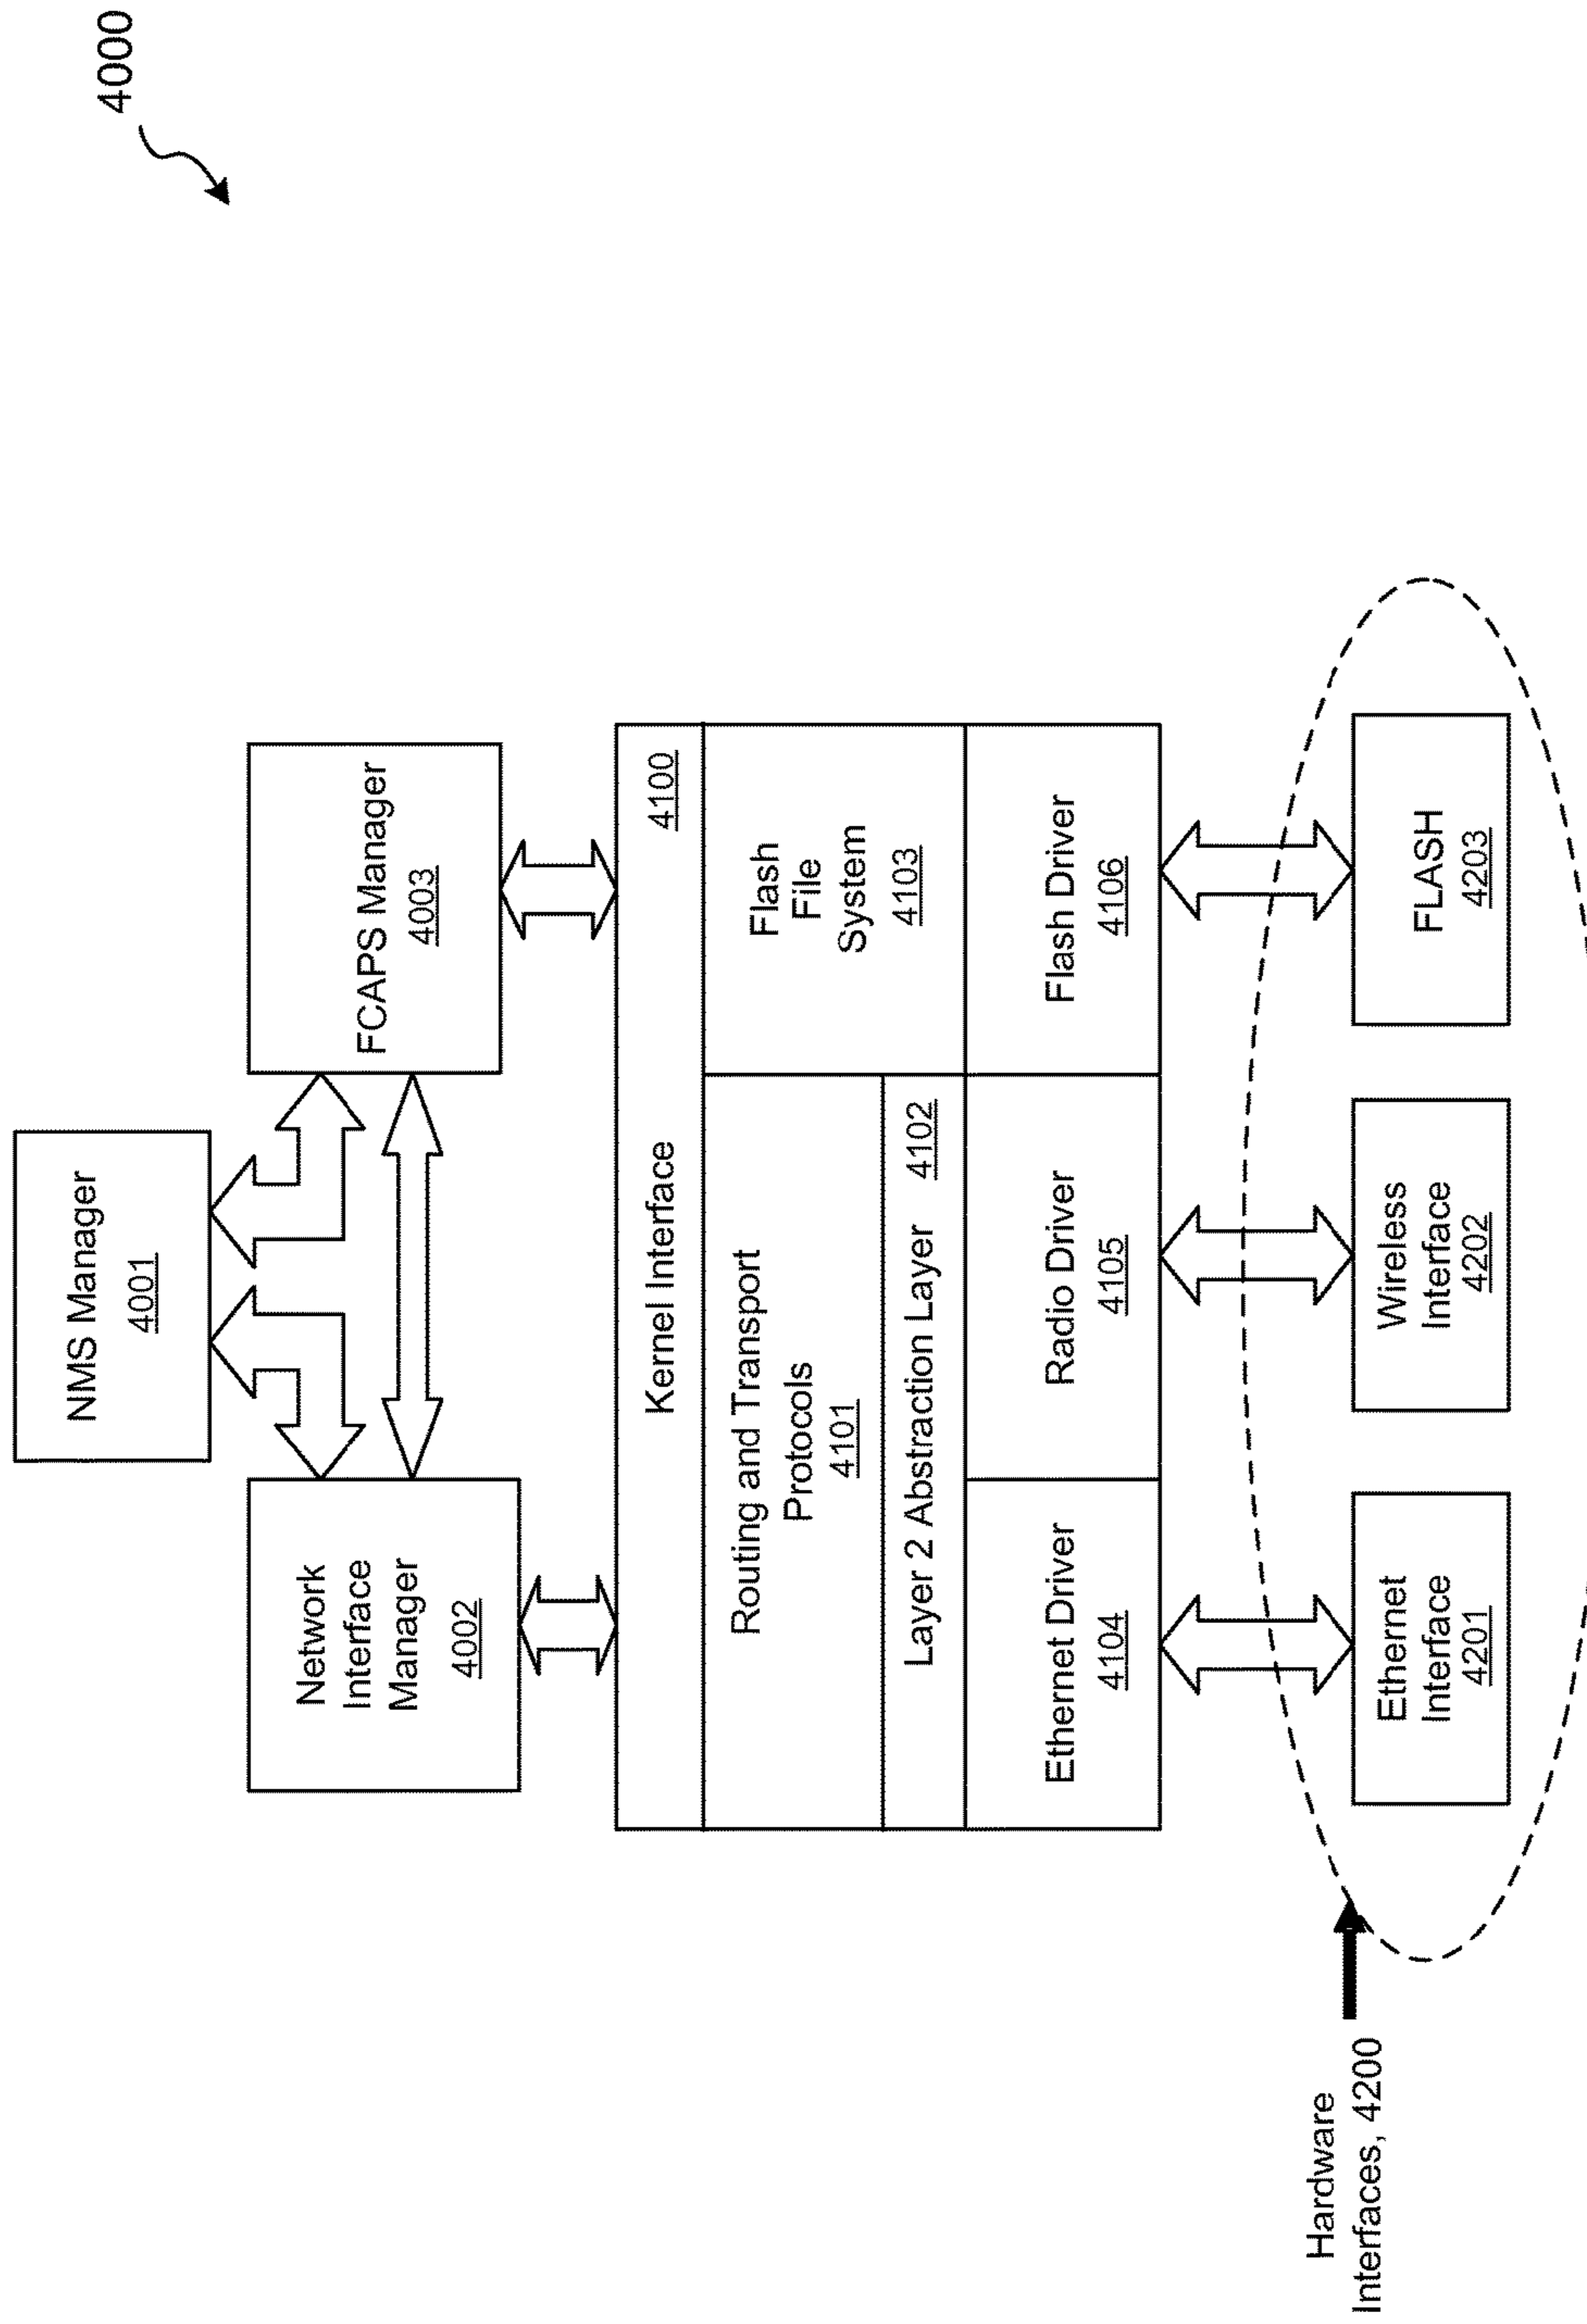 4000
NMS Manager
4001
Network
Interface
Manager
4002
FCAPS Manager
4003
Kernel Interface
4100
Routing and Transport
Protocols
4101
Flash
File
System
4103
Layer 2 Abstraction Layer 4102
Ethernet Driver
4104
Radio Driver
4105
Flash Driver
4106
Hardware
Interfaces, 4200
Ethernet
Interface
4201
Wireless
Interface
4202
FLASH
4203